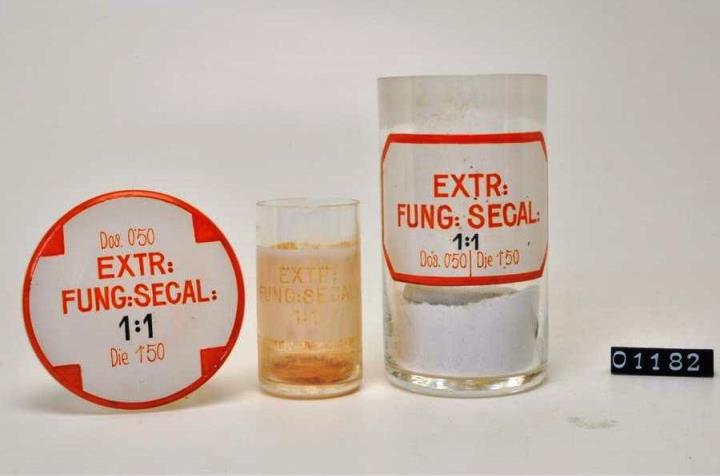 Dos. 0'50
EXTR:
FUNG:SECAL:
1:1
Die 1'50
EXTR:
FUNG:SECAL
1:1
EXTR:
FUNG: SECAL:
1:1
Dos. 0'50 | Die 1'50
01182